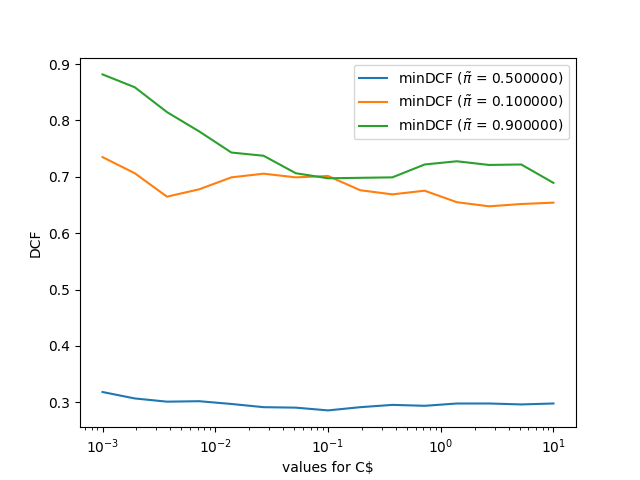 minDCF (π̃ = 0.500000)
minDCF (π̃ = 0.100000)
minDCF (π̃ = 0.900000)
DCF
0.9
0.8
0.7
0.6
0.5
0.4
0.3
10⁻³ 10⁻² 10⁻¹ 10⁰ 10¹
values for C$